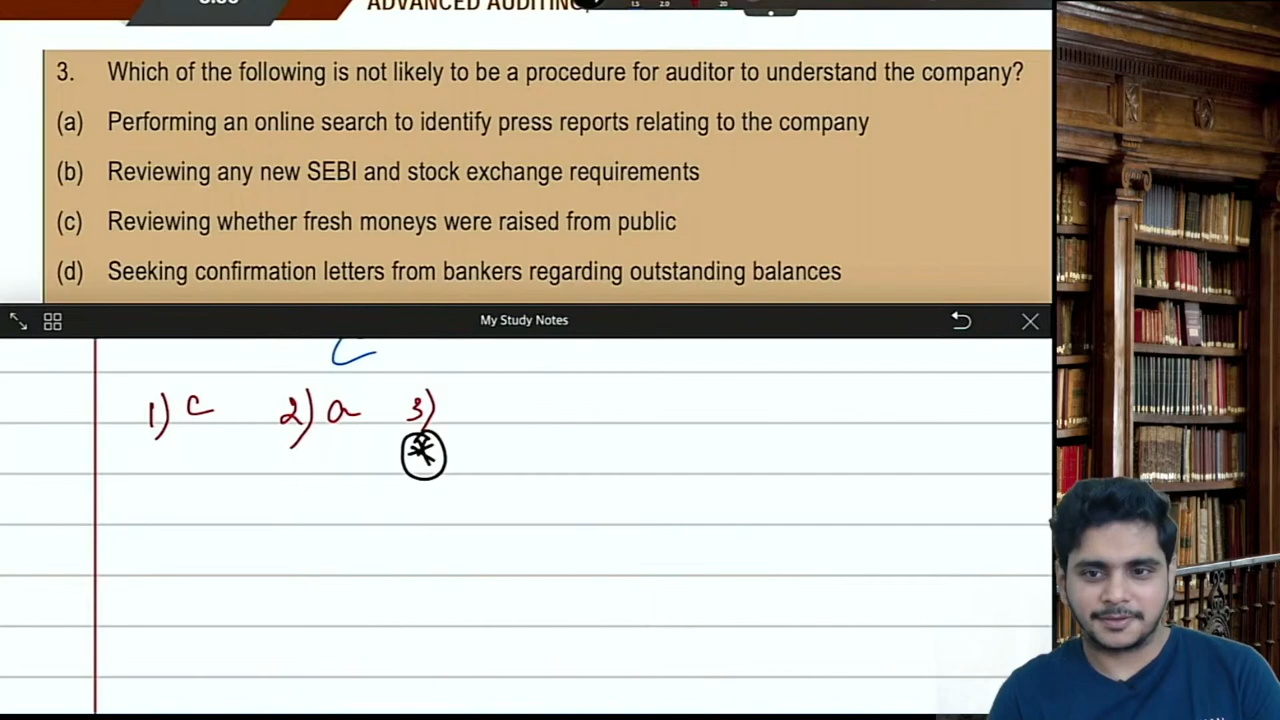 ADVANCED AUDITING,
3. Which of the following is not likely to be a procedure for auditor to understand the company?
(a) Performing an online search to identify press reports relating to the company
(b) Reviewing any new SEBI and stock exchange requirements
(c) Reviewing whether fresh moneys were raised from public
(d) Seeking confirmation letters from bankers regarding outstanding balances
My Study Notes
1) c 2) a 3)